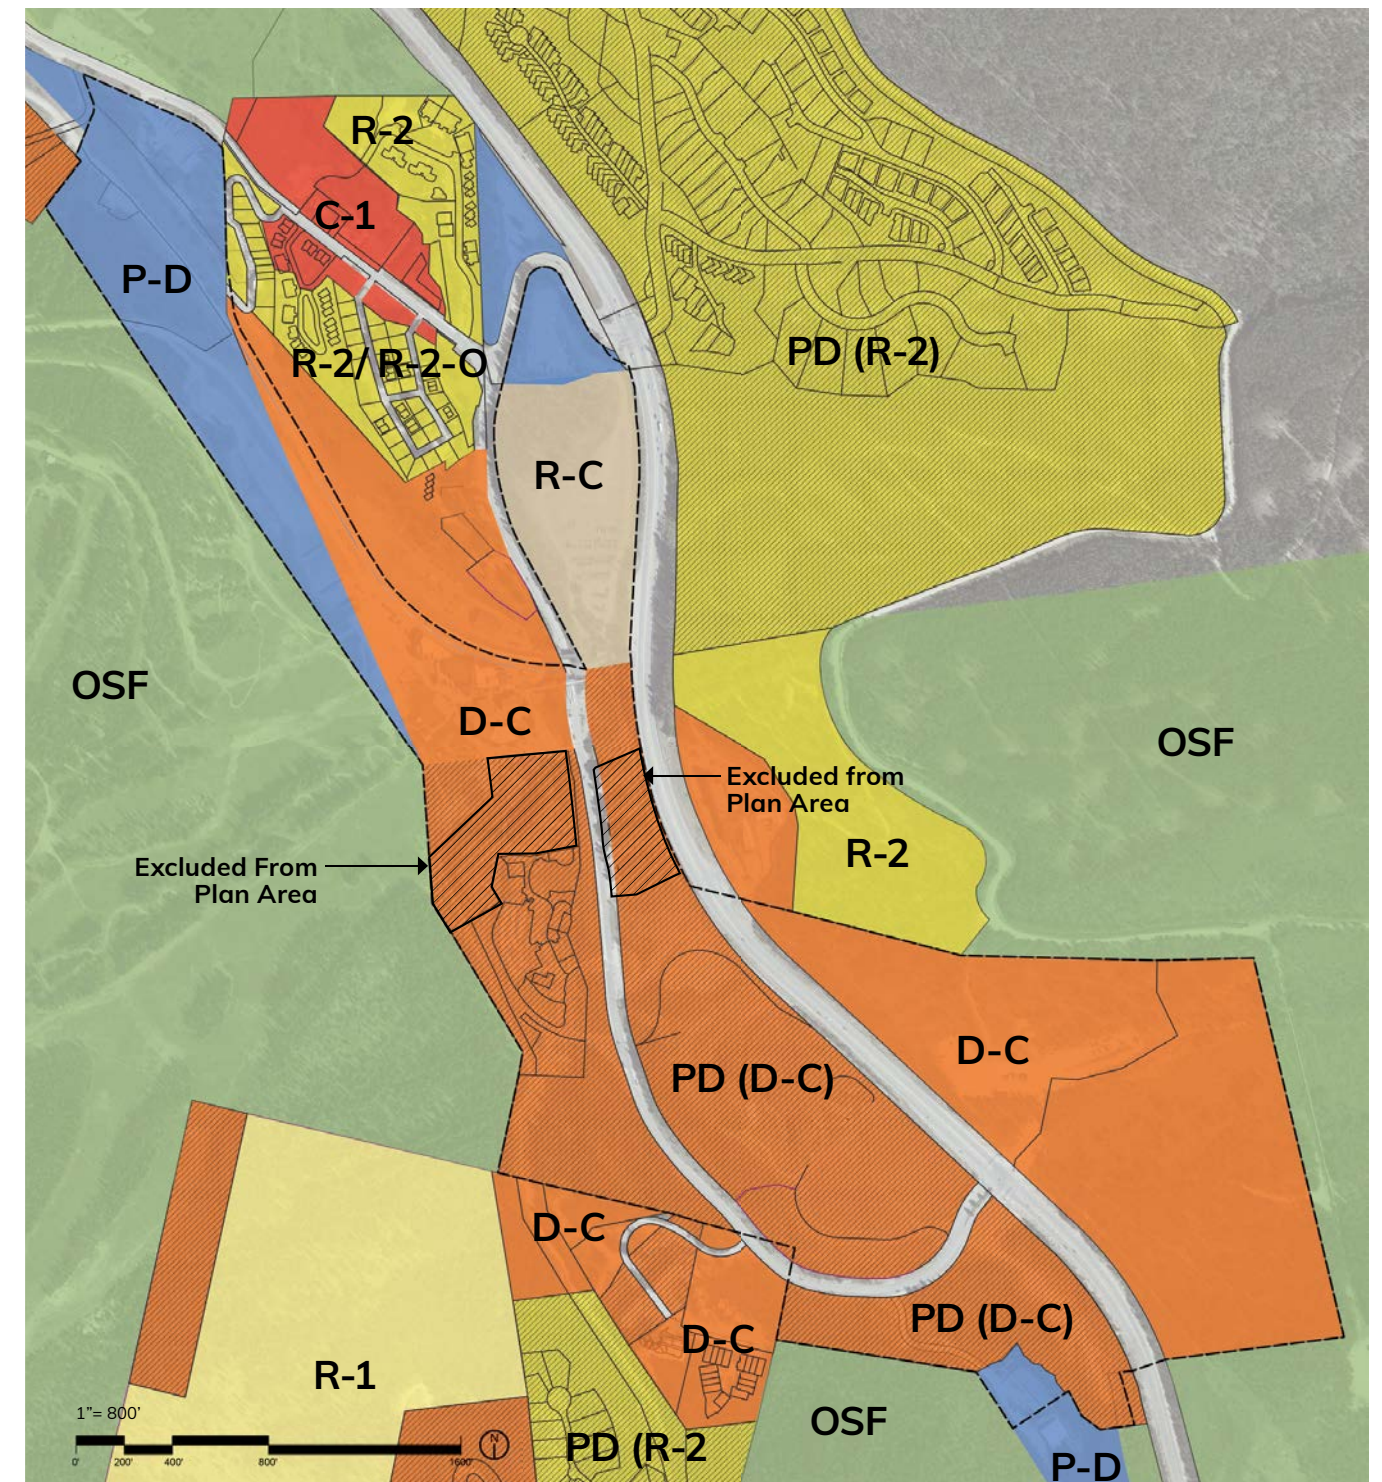 R-2
C-1
P-D
R-2/ R-2-O
PD (R-2)
R-C
OSF
D-C
OSF
Excluded from
Plan Area
R-2
Excluded From
Plan Area
D-C
PD (D-C)
D-C
PD (D-C)
D-C
R-1
OSF
PD (R-2
P-D
1”= 800’
N
0’ 200’ 400’ 800’ 1600’